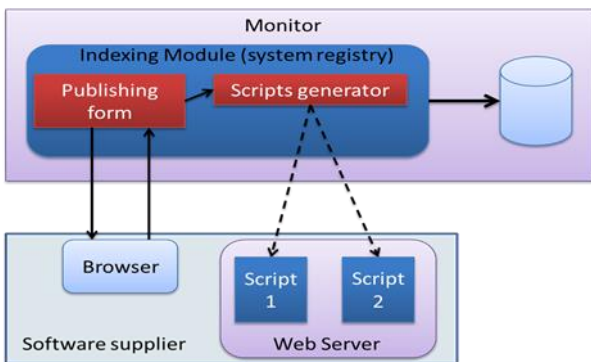 Monitor
Indexing Module (system registry)
Publishing
form
Scripts generator
Browser
Script
1
Script
2
Software supplier
Web Server